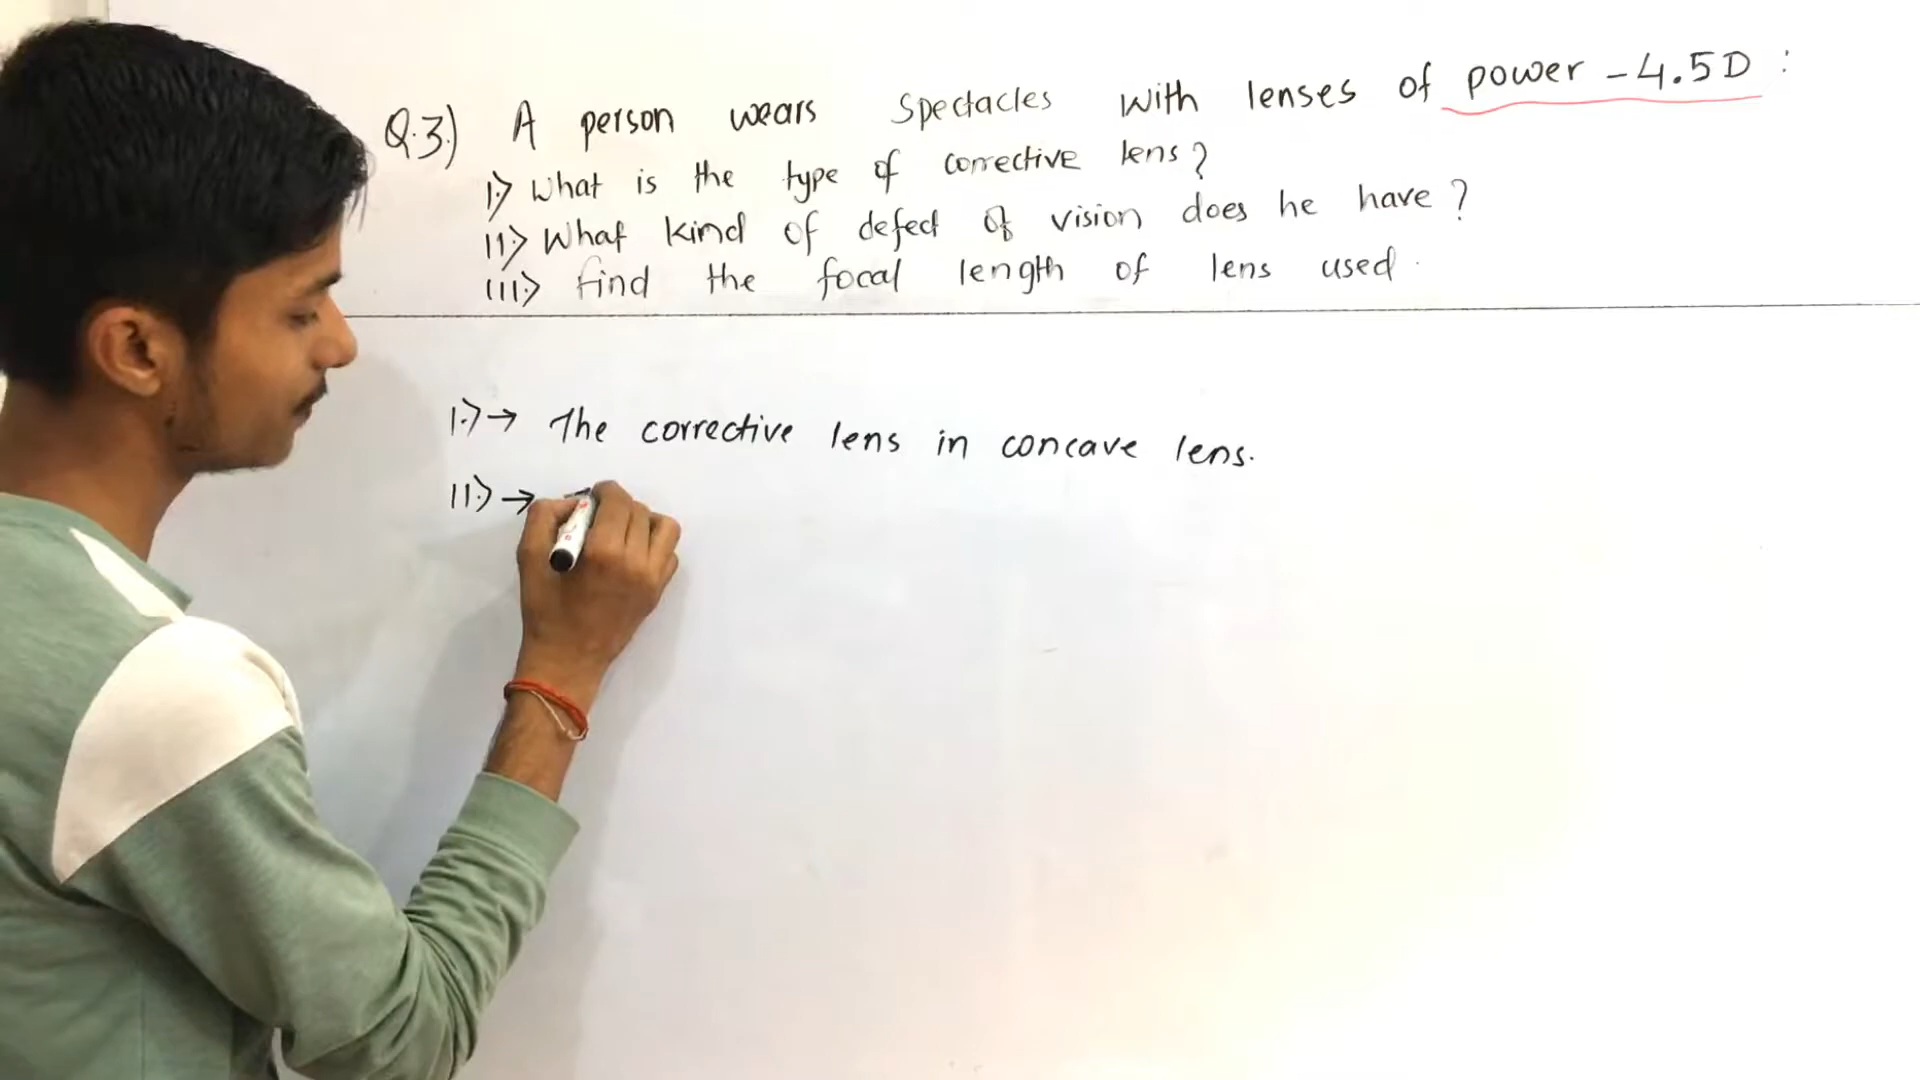 Q.3.) A person wears Spectacles with lenses of power -4.5D :
I.> What is the type of corrective lens?
II.> What kind of defect of vision does he have?
III.> find the focal length of lens used.
I.)→ The corrective lens in concave lens.
II.)→